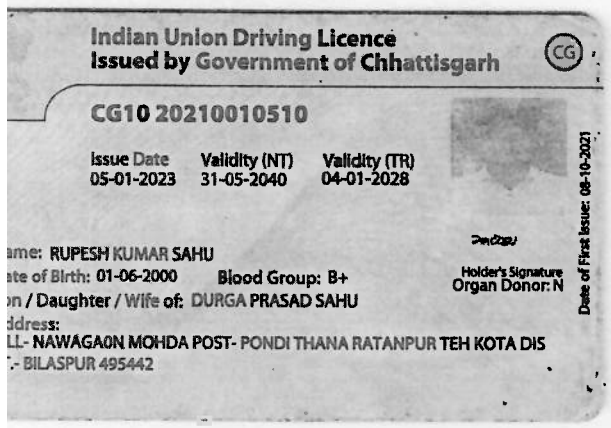 Indian Union Driving Licence
Issued by Government of Chhattisgarh
CG
CG10 20210010510
Issue Date Validity (NT) Validity (TR)
05-01-2023 31-05-2040 04-01-2028
Date of First Issue: 08-10-2021
ame: RUPESH KUMAR SAHU
ate of Birth: 01-06-2000 Blood Group: B+
Holder's Signature
Organ Donor: N
on / Daughter / Wife of: DURGA PRASAD SAHU
ddress:
LL- NAWAGA0N MOHDA POST- PONDI THANA RATANPUR TEH KOTA DIS
T.- BILASPUR 495442